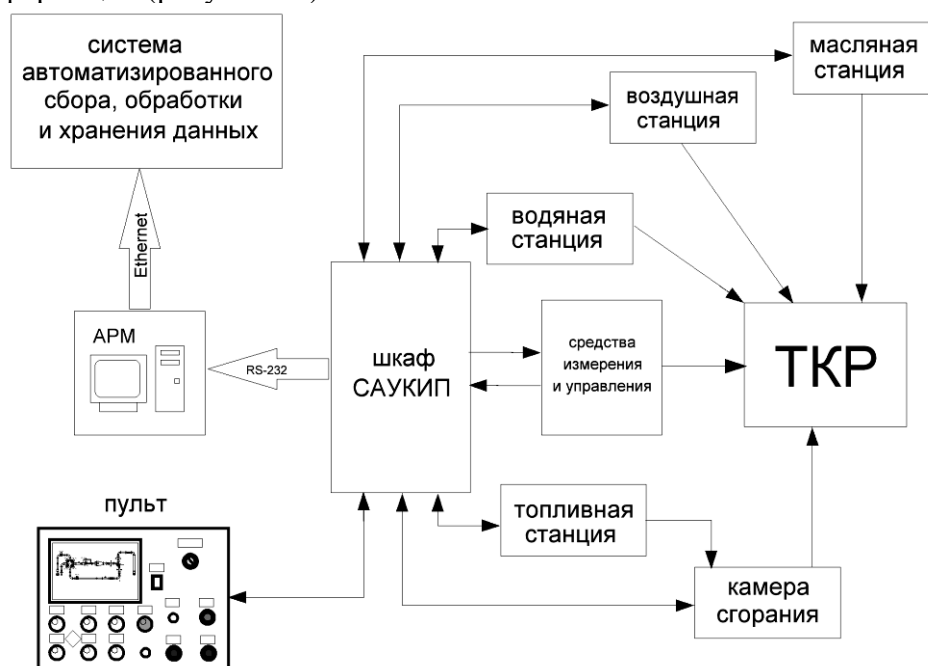 система
автоматизированного
сбора, обработки
и хранения данных
масляная
станция
воздушная
станция
водяная
станция
Ethernet
АРМ
RS-232
шкаф
САУКИП
средства
измерения
и управления
ТКР
пульт
топливная
станция
камера
сгорания